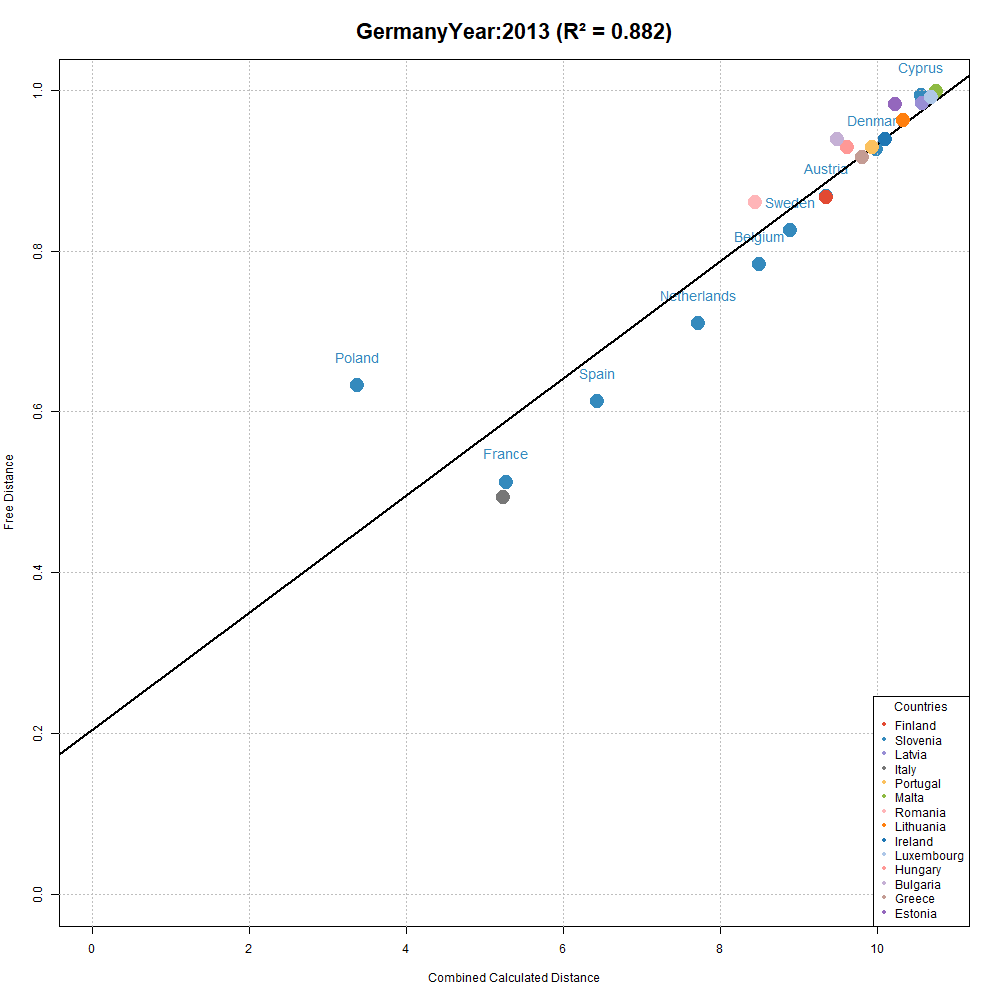 GermanyYear:2013 (R² = 0.882)
Cyprus
Denmar
Austria
Sweden
Belgium
Netherlands
Poland
Spain
France
Free Distance
1.0
0.8
0.6
0.4
0.2
0.0
Countries
Finland
Slovenia
Latvia
Italy
Portugal
Malta
Romania
Lithuania
Ireland
Luxembourg
Hungary
Bulgaria
Greece
Estonia
0 2 4 6 8 10
Combined Calculated Distance